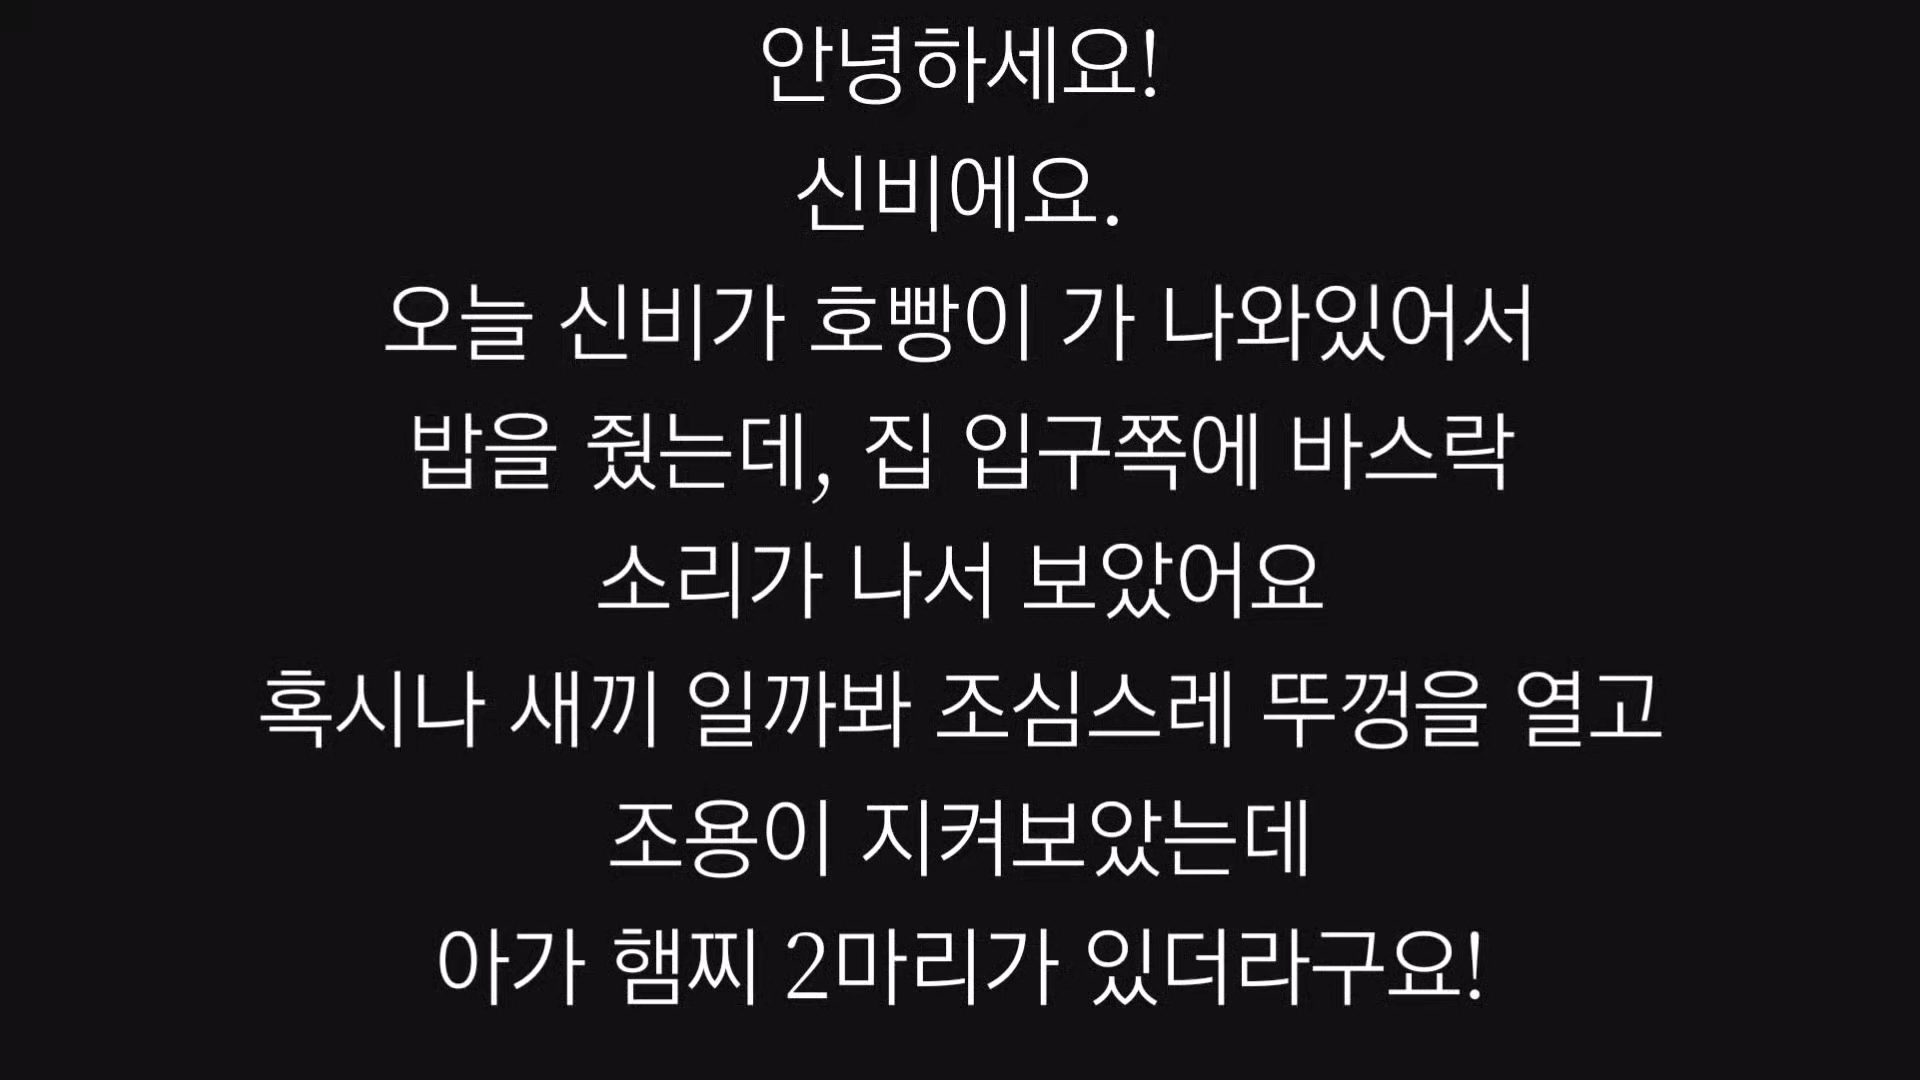 안녕하세요!
신비에요.
오늘 신비가 호빵이 가 나와있어서
밥을 줬는데, 집 입구쪽에 바스락
소리가 나서 보았어요
혹시나 새끼 일까봐 조심스레 뚜껑을 열고
조용이 지켜보았는데
아가 햄찌 2마리가 있더라구요!